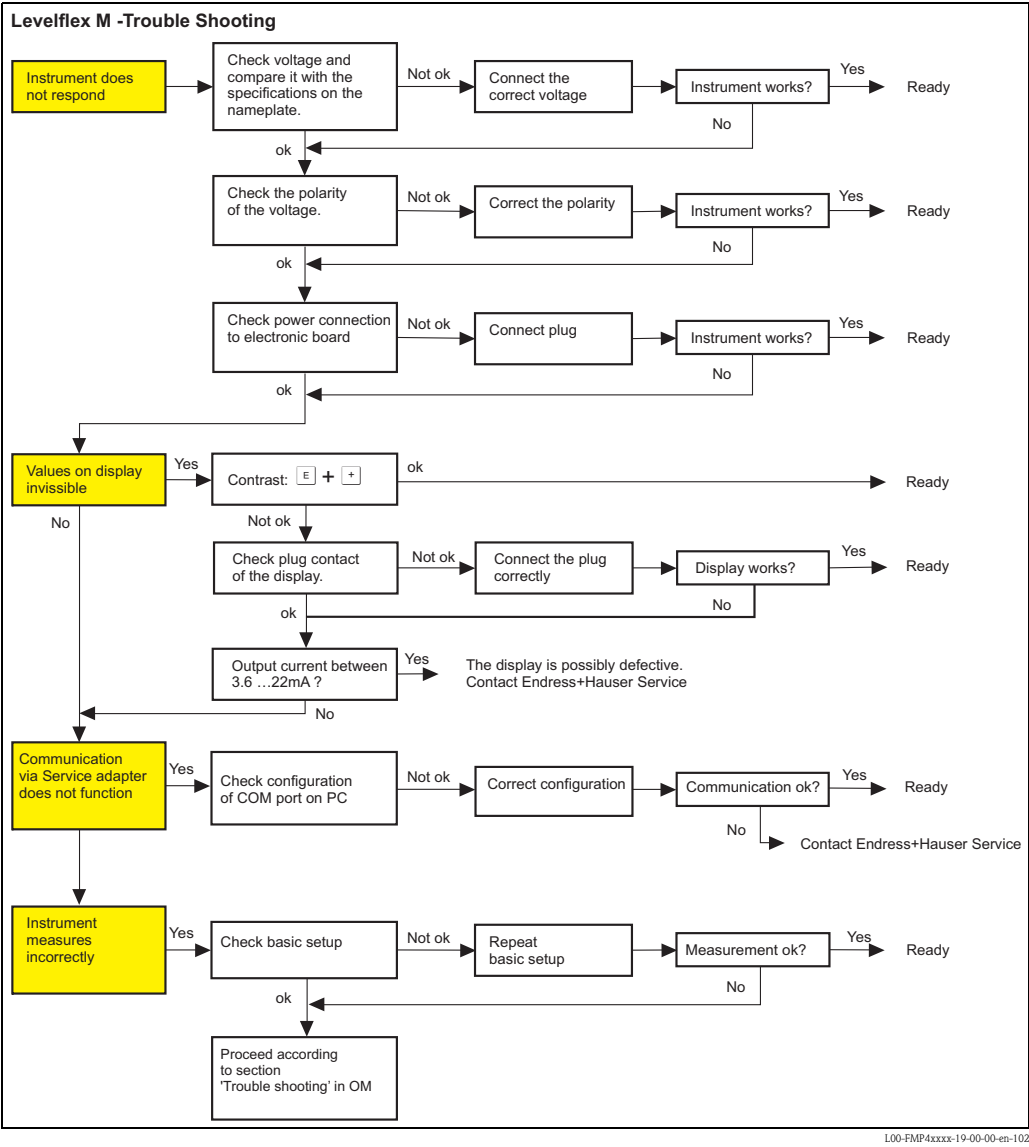 Levelflex M -Trouble Shooting
Instrument does
not respond
Check voltage and
compare it with the
specifications on the
nameplate.
Not ok
Connect the
correct voltage
Instrument works?
Yes
Ready
No
ok
Check the polarity
of the voltage.
Not ok
Correct the polarity
Instrument works?
Yes
Ready
No
ok
Check power connection
to electronic board
Not ok
Connect plug
Instrument works?
Yes
Ready
No
ok
Values on display
invissible
Yes
Contrast: E + +
ok
Ready
No
Not ok
Check plug contact
of the display.
Not ok
Connect the plug
correctly
Display works?
Yes
Ready
No
ok
Output current between
3.6 ...22mA ?
Yes
The display is possibly defective.
Contact Endress+Hauser Service
No
Communication
via Service adapter
does not function
Yes
Check configuration
of COM port on PC
Not ok
Correct configuration
Communication ok?
Yes
Ready
No
Contact Endress+Hauser Service
Instrument
measures
incorrectly
Yes
Check basic setup
Not ok
Repeat
basic setup
Measurement ok?
Yes
Ready
No
ok
Proceed according
to section
'Trouble shooting' in OM
L00-FMP4xxxx-19-00-00-en-102